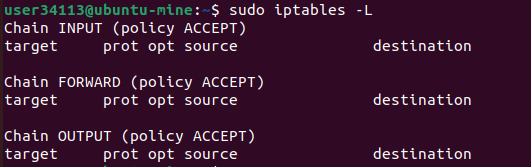 user34113@ubuntu-mine:~$ sudo iptables -L
Chain INPUT (policy ACCEPT)
target     prot opt source               destination
Chain FORWARD (policy ACCEPT)
target     prot opt source               destination
Chain OUTPUT (policy ACCEPT)
target     prot opt source               destination